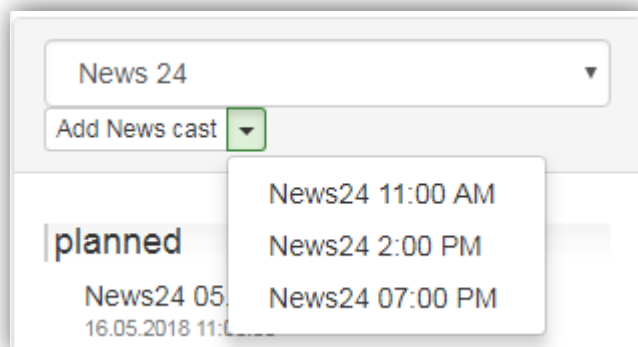 News 24
Add News cast
News24 11:00 AM
planned
News24 2:00 PM
News24 05.
News24 07:00 PM
16.05.2018 11: